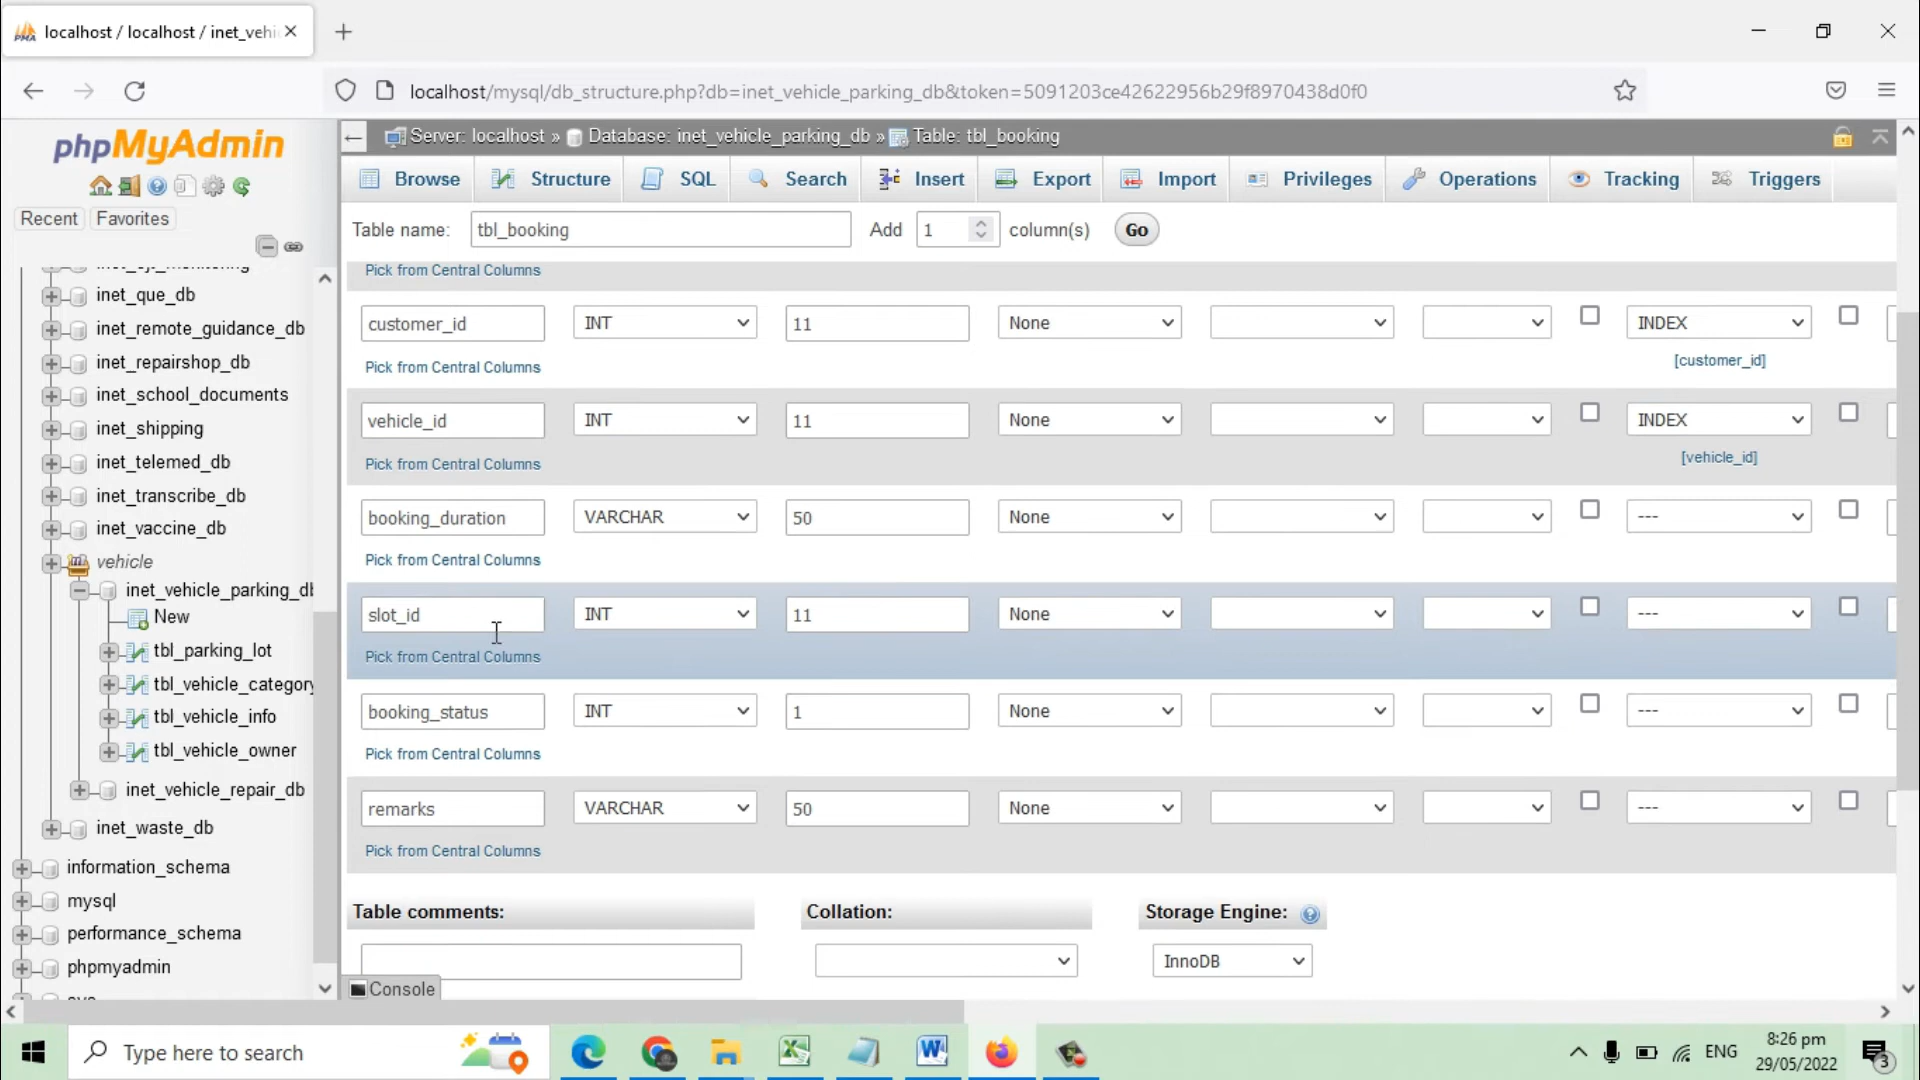 localhost / localhost / inet_vehi
localhost/mysql/db_structure.php?db=inet_vehicle_parking_db&token=5091203ce42622956b29f8970438d0f0
phpMyAdmin
Recent Favorites
inet_que_db
inet_remote_guidance_db
inet_repairshop_db
inet_school_documents
inet_shipping
inet_telemed_db
inet_transcribe_db
inet_vaccine_db
vehicle
inet_vehicle_parking_db
New
tbl_parking_lot
tbl_vehicle_category
tbl_vehicle_info
tbl_vehicle_owner
inet_vehicle_repair_db
inet_waste_db
information_schema
mysql
performance_schema
phpmyadmin
Server: localhost » Database: inet_vehicle_parking_db » Table: tbl_booking
Browse Structure SQL Search Insert Export Import Privileges Operations Tracking Triggers
Table name: tbl_booking Add 1 column(s) Go
Pick from Central Columns
customer_id INT 11 None INDEX
Pick from Central Columns [customer_id]
vehicle_id INT 11 None INDEX
Pick from Central Columns [vehicle_id]
booking_duration VARCHAR 50 None ---
Pick from Central Columns
slot_id INT 11 None ---
Pick from Central Columns
booking_status INT 1 None ---
Pick from Central Columns
remarks VARCHAR 50 None ---
Pick from Central Columns
Table comments: Collation: Storage Engine:
InnoDB
Console
Type here to search
ENG
8:26 pm
29/05/2022
3